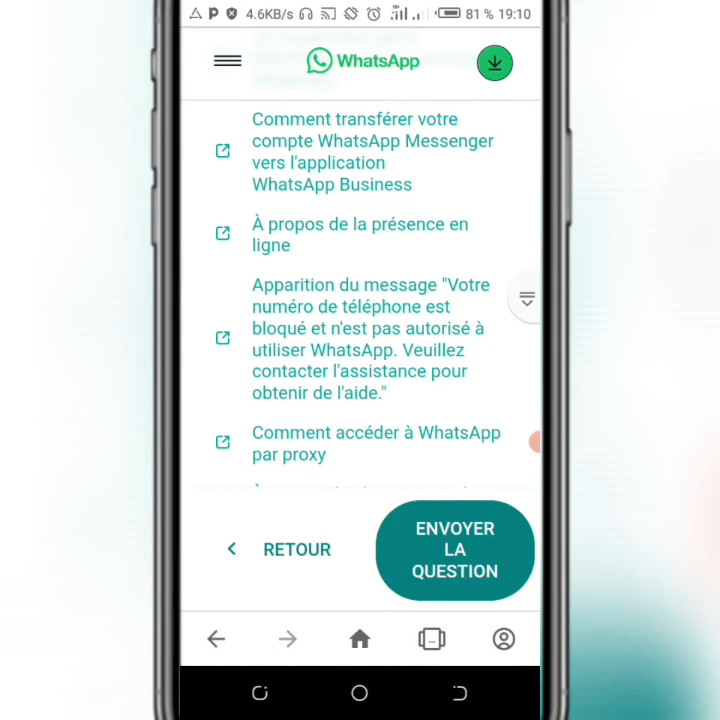 4.6KB/s 81 % 19:10
WhatsApp
Comment transférer votre
compte WhatsApp Messenger
vers l'application
WhatsApp Business
À propos de la présence en
ligne
Apparition du message "Votre
numéro de téléphone est
bloqué et n'est pas autorisé à
utiliser WhatsApp. Veuillez
contacter l'assistance pour
obtenir de l'aide."
Comment accéder à WhatsApp
par proxy
RETOUR
ENVOYER
LA
QUESTION